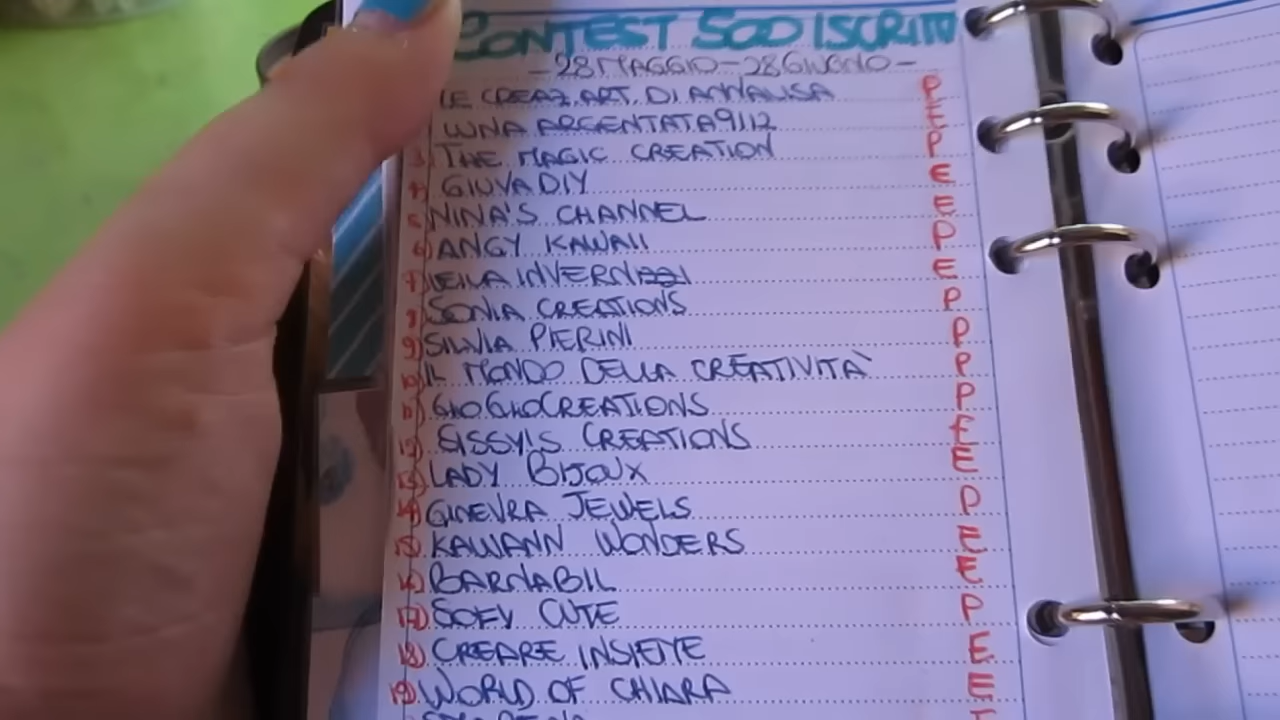 CONTEST 500 ISCRITTI
-28 MAGGIO-28 GIUGNO-
LE CREAZ. ART. DI ANNALISA P
LUNA ARGENTATA9112 E
3) THE MAGIC CREATION P
4) GIUVA DIY E
5) NINA'S CHANNEL E
6) ANGY KAWAII P
7) LEILA INVERNIZZI E
8) SONIA CREATIONS P
9) SILVIA PIERINI P
10) IL MONDO DELLA CREATIVITÀ P
11) GIOGIOCREATIONS P
12) SISSY'S CREATIONS E
13) LADY BIJOUX E
14) GINEVRA JEWELS P
15) KAWANN WONDERS E
16) BARNABIL E
17) SOFY CUTE P
18) CREARE INSIEME E
19) WORLD OF CHIARA E